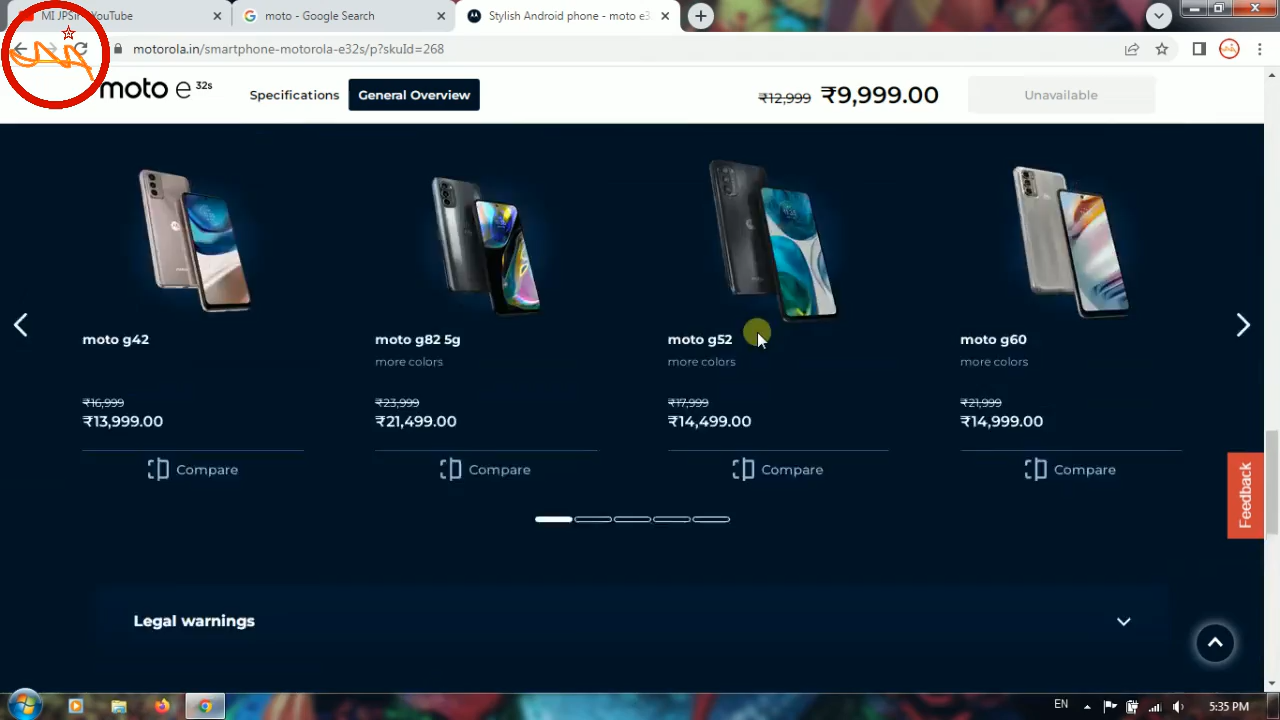 YouTube
moto - Google Search
Stylish Android phone - moto e3
motorola.in/smartphone-motorola-e32s/p?skuId=268
moto e 32s
Specifications
General Overview
₹12,999 ₹9,999.00
Unavailable
moto g42
₹16,999
₹13,999.00
Compare
moto g82 5g
more colors
₹23,999
₹21,499.00
Compare
moto g52
more colors
₹17,999
₹14,499.00
Compare
moto g60
more colors
₹21,999
₹14,999.00
Compare
Feedback
Legal warnings
EN
5:35 PM